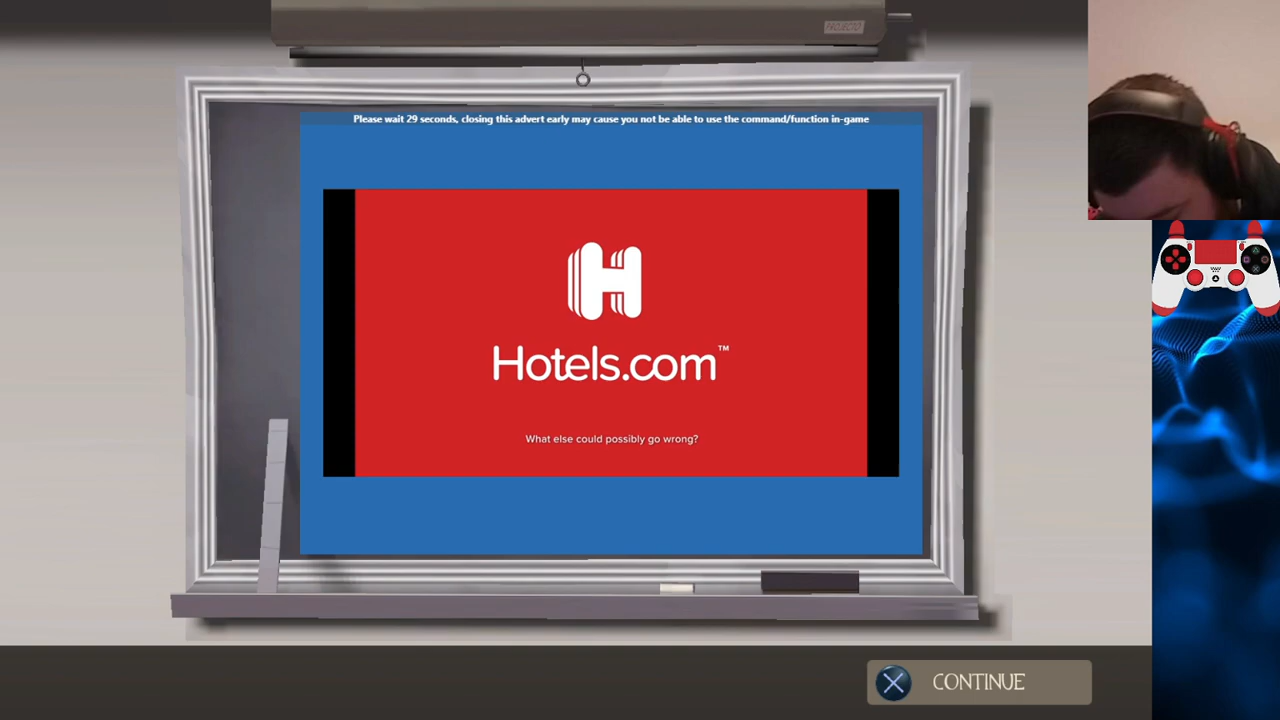 PROJECTO
Please wait 29 seconds, closing this advert early may cause you not be able to use the command/function in-game
H
Hotels.com™
What else could possibly go wrong?
CONTINUE